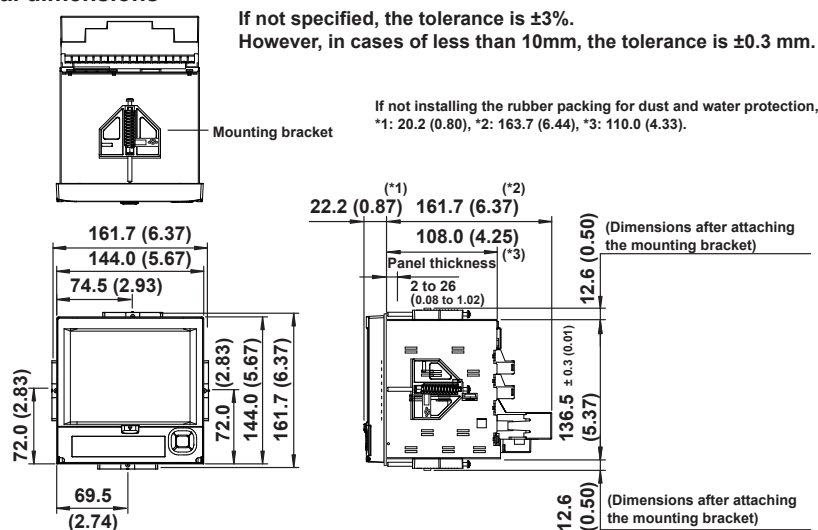 If not specified, the tolerance is ±3%.
However, in cases of less than 10mm, the tolerance is ±0.3 mm.
If not installing the rubber packing for dust and water protection,
*1: 20.2 (0.80), *2: 163.7 (6.44), *3: 110.0 (4.33).
Mounting bracket
161.7 (6.37)
144.0 (5.67)
74.5 (2.93)
72.0 (2.83)
72.0 (2.83)
144.0 (5.67)
161.7 (6.37)
69.5
(2.74)
(*1)
(*2)
22.2 (0.87)
161.7 (6.37)
108.0 (4.25)
(*3)
Panel thickness
2 to 26
(0.08 to 1.02)
12.6 (0.50)
(Dimensions after attaching
the mounting bracket)
136.5 ± 0.3 (0.01)
(5.37)
12.6
(0.50)
(Dimensions after attaching
the mounting bracket)